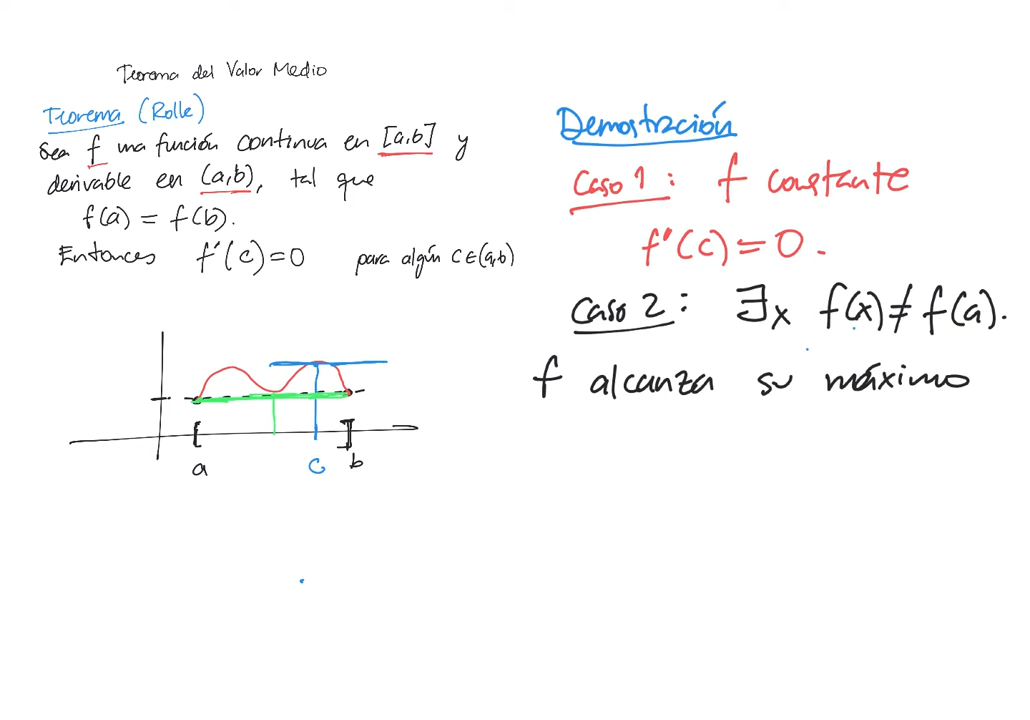 Teorema del Valor Medio
Teorema (Rolle)
Sea f una función continua en [a,b] y
derivable en (a,b), tal que
f(a) = f(b).
Entonces f'(c)=0 para algún c∈(a,b)
a c b
Demostración
Caso 1: f constante
f'(c)=0.
Caso 2: ∃x f(x)≠f(a).
f alcanza su máximo